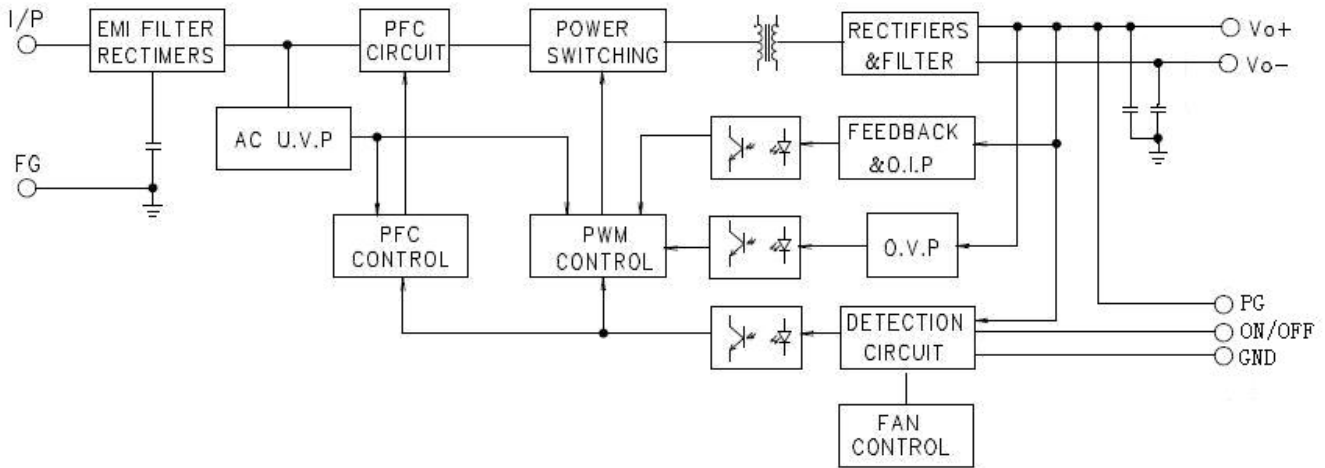 I/P
EMI FILTER
RECTIMERS
PFC
CIRCUIT
POWER
SWITCHING
RECTIFIERS
&FILTER
Vo+
Vo-
AC U.V.P
FEEDBACK
&O.I.P
FG
PFC
CONTROL
PWM
CONTROL
O.V.P
DETECTION
CIRCUIT
PG
ON/OFF
GND
FAN
CONTROL